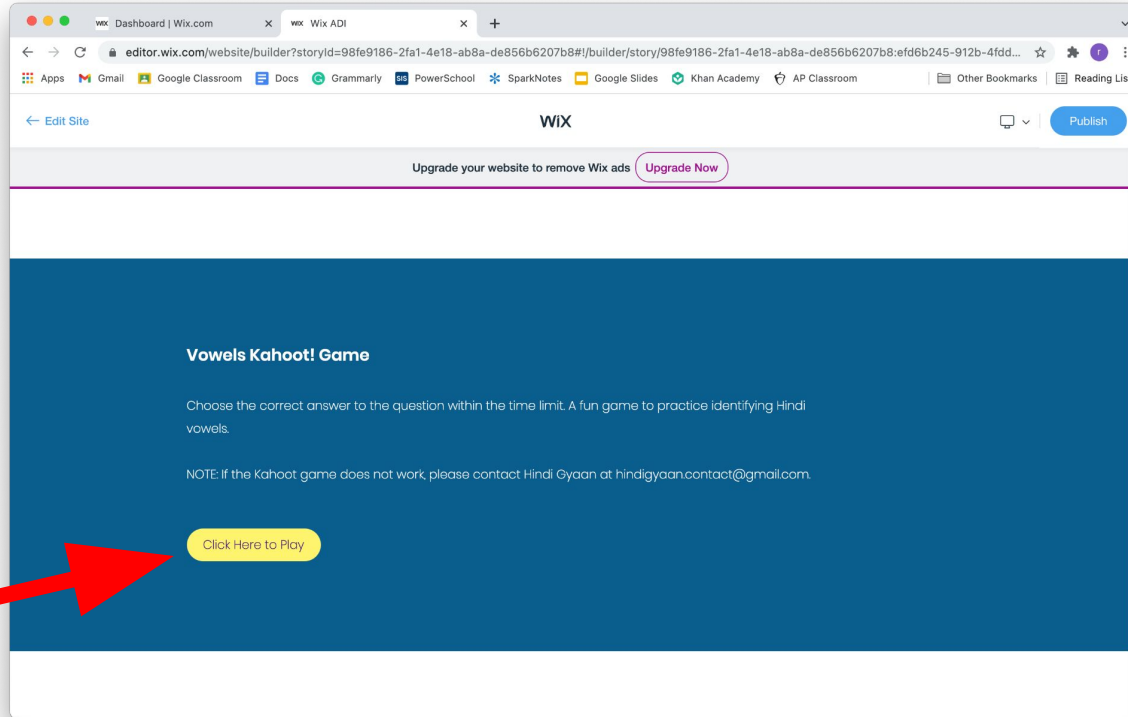 WiX Dashboard | Wix.com × WiX Wix ADI × +
editor.wix.com/website/builder?storyId=98fe9186-2fa1-4e18-ab8a-de856b6207b8#!/builder/story/98fe9186-2fa1-4e18-ab8a-de856b6207b8:efd6b245-912b-4fdd... r
Apps Gmail Google Classroom Docs Grammarly SIS PowerSchool SparkNotes Google Slides Khan Academy AP Classroom Other Bookmarks Reading Lis
← Edit Site WiX Publish
Upgrade your website to remove Wix ads Upgrade Now
Vowels Kahoot! Game
Choose the correct answer to the question within the time limit. A fun game to practice identifying Hindi
vowels.
NOTE: If the Kahoot game does not work, please contact Hindi Gyaan at hindigyaan.contact@gmail.com.
Click Here to Play